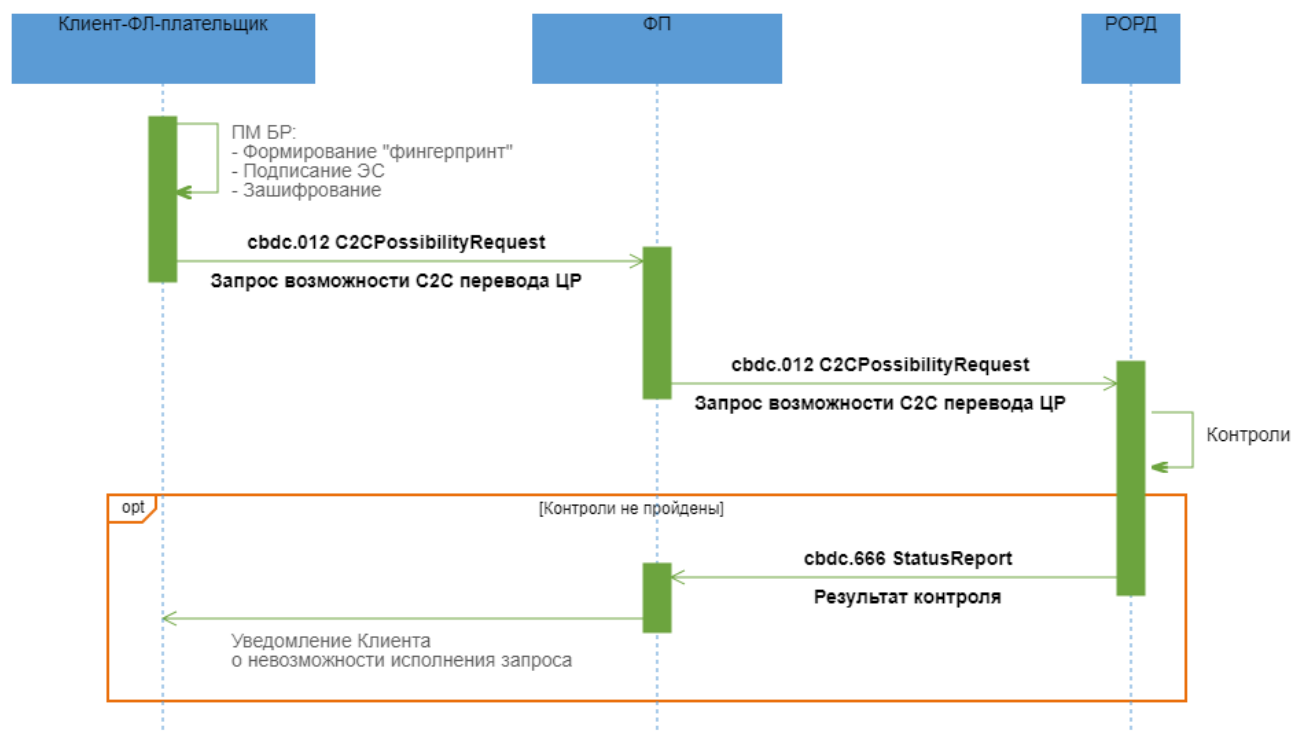 Клиент-ФЛ-плательщик
ФП
РОРД
ПМ БР:
- Формирование "фингерпринт"
- Подписание ЭС
- Зашифрование
cbdc.012 C2CPossibilityRequest
Запрос возможности С2С перевода ЦР
cbdc.012 C2CPossibilityRequest
Запрос возможности С2С перевода ЦР
Контроли
opt
[Контроли не пройдены]
cbdc.666 StatusReport
Результат контроля
Уведомление Клиента
о невозможности исполнения запроса